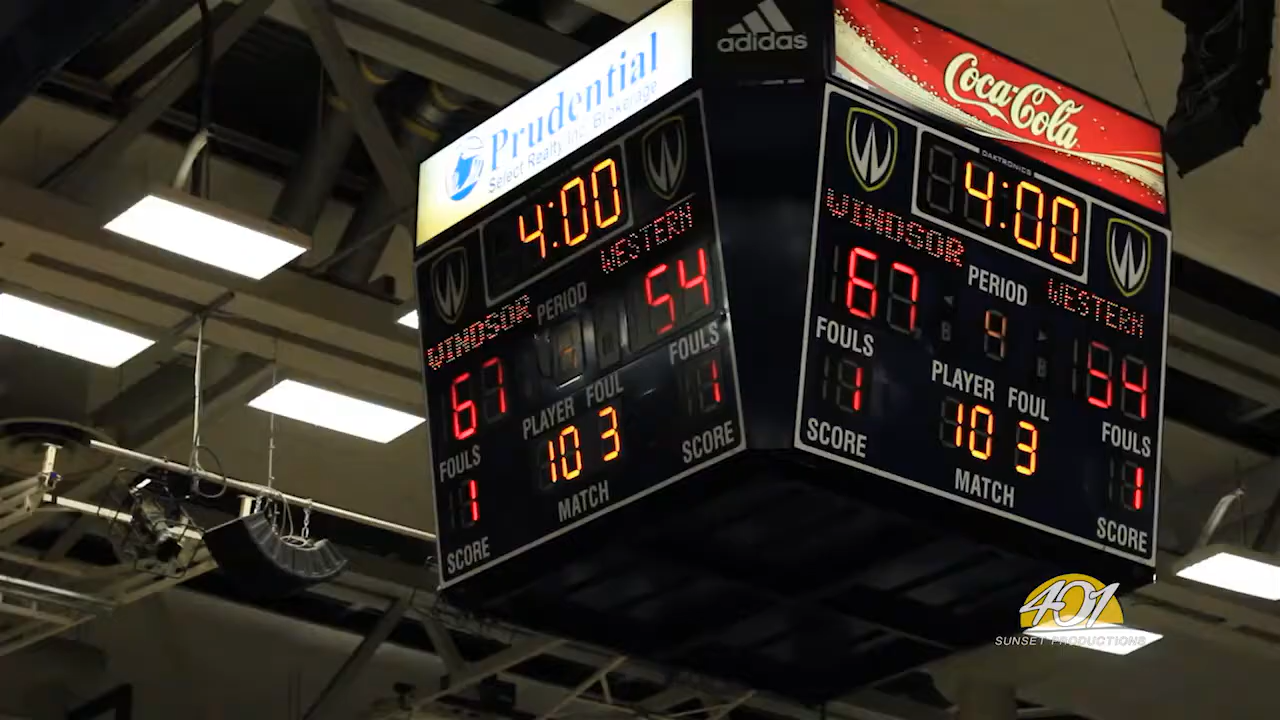 adidas
Prudential
Select Realty Inc. Brokerage
4:00
WINDSOR
WESTERN
PERIOD
67
54
FOULS
FOULS
PLAYER FOUL
1
10 3
1
SCORE
MATCH
SCORE
Coca-Cola
DAKTRONICS
4:00
WINDSOR
WESTERN
PERIOD
67
4
54
B
B
FOULS
FOULS
PLAYER FOUL
1
10 3
1
SCORE
MATCH
SCORE
401
SUNSET PRODUCTIONS